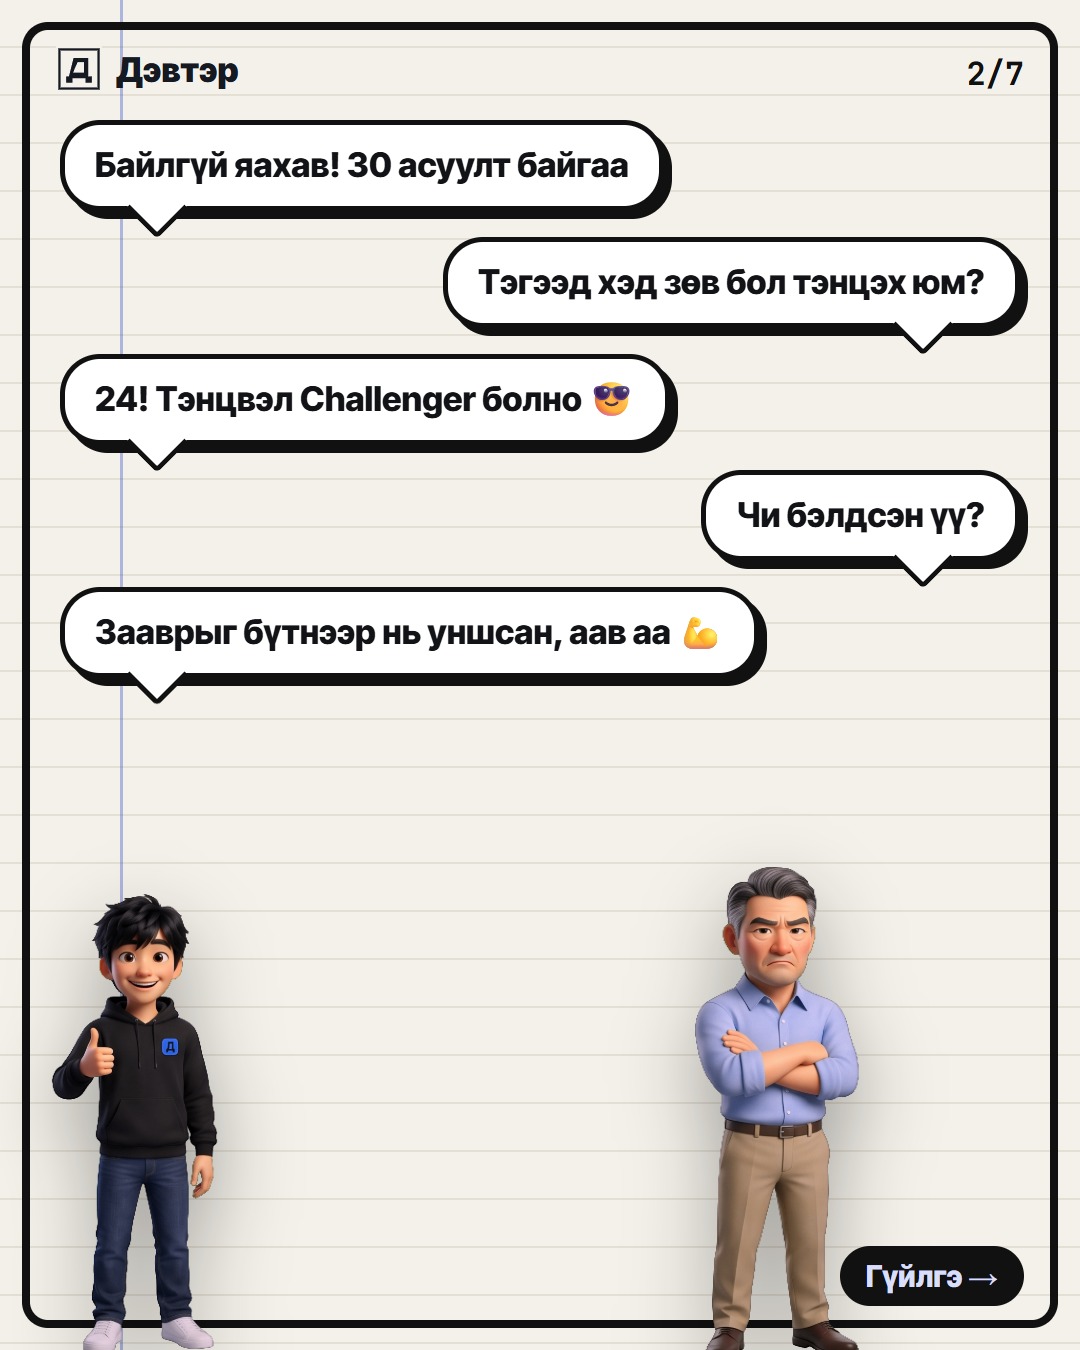 Д Дэвтэр
2/7
Байлгүй яахав! 30 асуулт байгаа
Тэгээд хэд зөв бол тэнцэх юм?
24! Тэнцвэл Challenger болно 😎
Чи бэлдсэн үү?
Зааврыг бүтнээр нь уншсан, аав аа 💪
Д
Гүйлгэ →